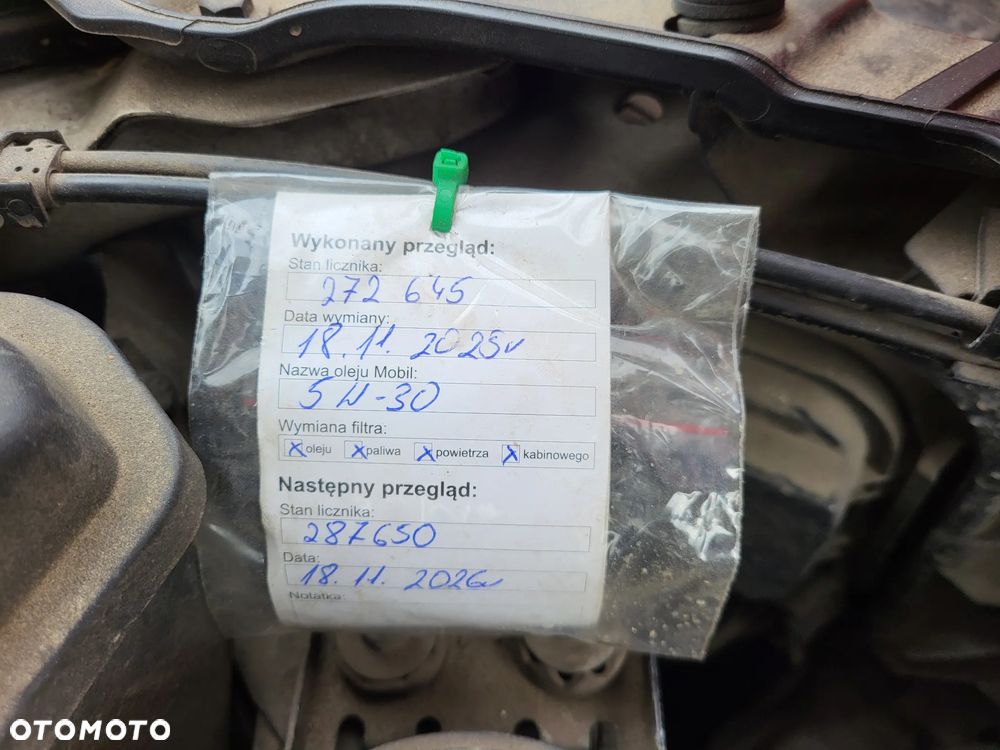 Wykonany przegląd:
Stan licznika:
272 645
Data wymiany:
18.11.2025r
Nazwa oleju Mobil:
5W-30
Wymiana filtra:
X oleju X paliwa X powietrza X kabinowego
Następny przegląd:
Stan licznika:
287650
Data:
18.11.2026r
Notatka:
OTOMOTO